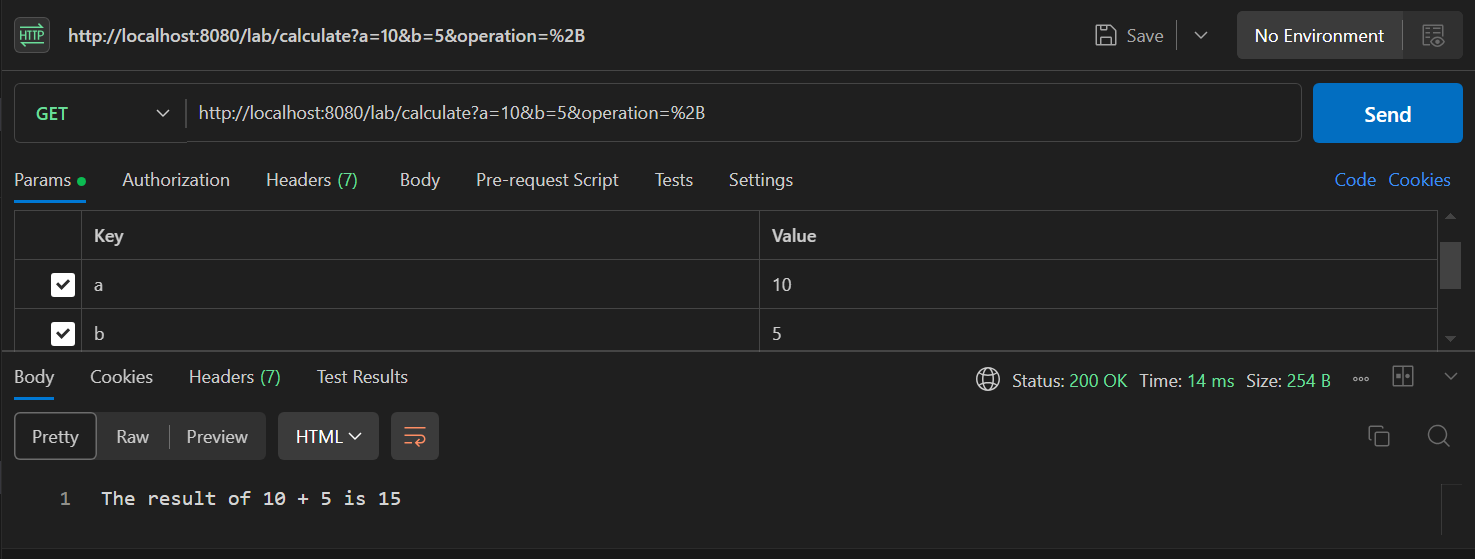 HTTP http://localhost:8080/lab/calculate?a=10&b=5&operation=%2B Save No Environment
GET http://localhost:8080/lab/calculate?a=10&b=5&operation=%2B Send
Params Authorization Headers (7) Body Pre-request Script Tests Settings Code Cookies
Key Value
a 10
b 5
Body Cookies Headers (7) Test Results Status: 200 OK Time: 14 ms Size: 254 B
Pretty Raw Preview HTML
1 The result of 10 + 5 is 15